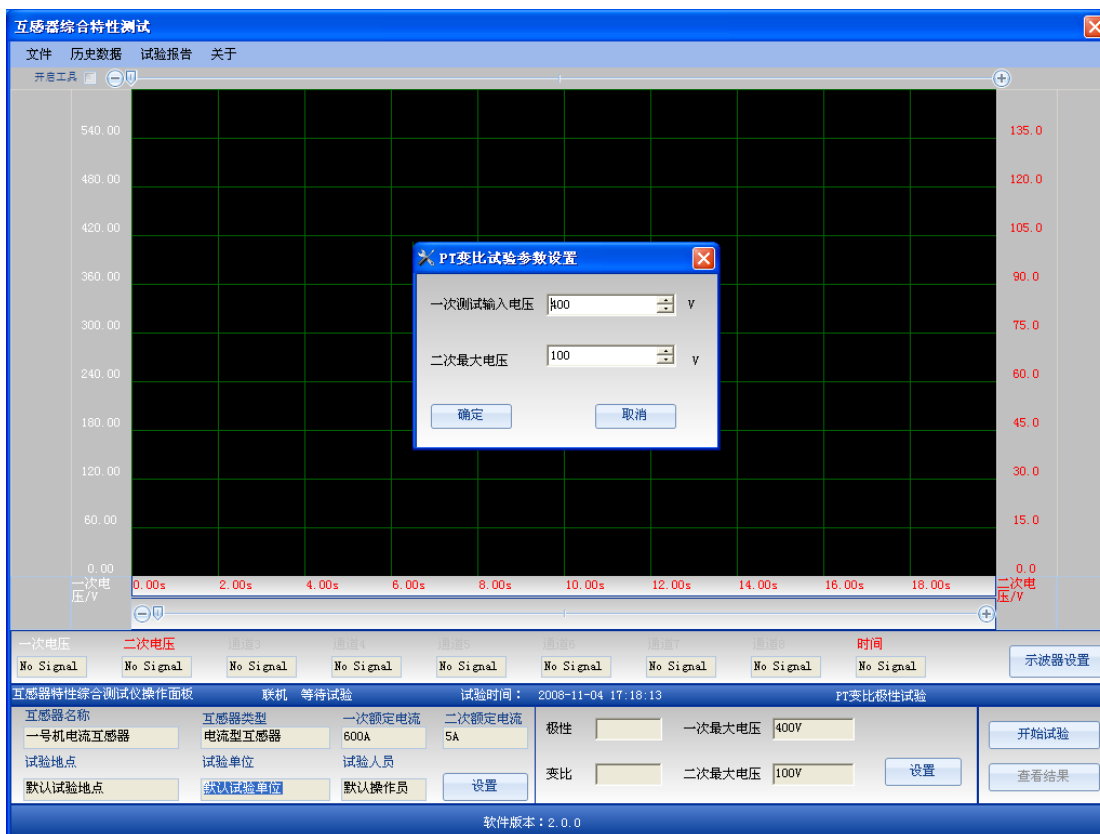 互感器综合特性测试
文件 历史数据 试验报告 关于
开启工具
540.00 135.0
480.00 120.0
420.00 105.0
PT变比试验参数设置
360.00 90.0
一次测试输入电压 400 V
300.00 75.0
二次最大电压 100 V
240.00 60.0
确定 取消
180.00 45.0
120.00 30.0
60.00 15.0
0.00 0.0
一次电压/V 0.00s 2.00s 4.00s 6.00s 8.00s 10.00s 12.00s 14.00s 16.00s 18.00s 二次电压/V
一次电压 二次电压 通道3 通道4 通道5 通道6 通道7 通道8 时间
No Signal No Signal No Signal No Signal No Signal No Signal No Signal No Signal No Signal 示波器设置
互感器特性综合测试仪操作面板 联机 等待试验 试验时间： 2008-11-04 17:18:13 PT变比极性试验
互感器名称 互感器类型 一次额定电流 二次额定电流
一号机电流互感器 电流型互感器 600A 5A 极性 一次最大电压 400V 开始试验
试验地点 试验单位 试验人员
变比 二次最大电压 100V 设置 查看结果
默认试验地点 默认试验单位 默认操作员 设置
软件版本：2.0.0